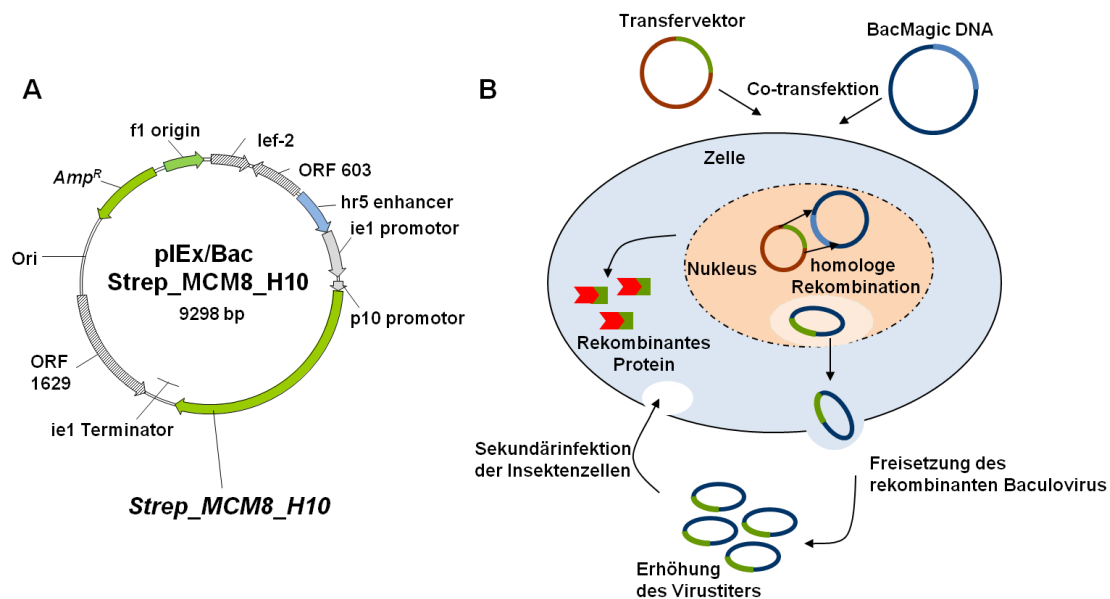 A
f1 origin
lef-2
AmpR
ORF 603
hr5 enhancer
ie1 promotor
Ori
pIEx/Bac
Strep_MCM8_H10
9298 bp
p10 promotor
ORF
1629
ie1 Terminator
Strep_MCM8_H10
B
Transfervektor
BacMagic DNA
Co-transfektion
Zelle
Nukleus
homologe
Rekombination
Rekombinantes
Protein
Sekundärinfektion
der Insektenzellen
Freisetzung des
rekombinanten Baculovirus
Erhöhung
des Virustiters